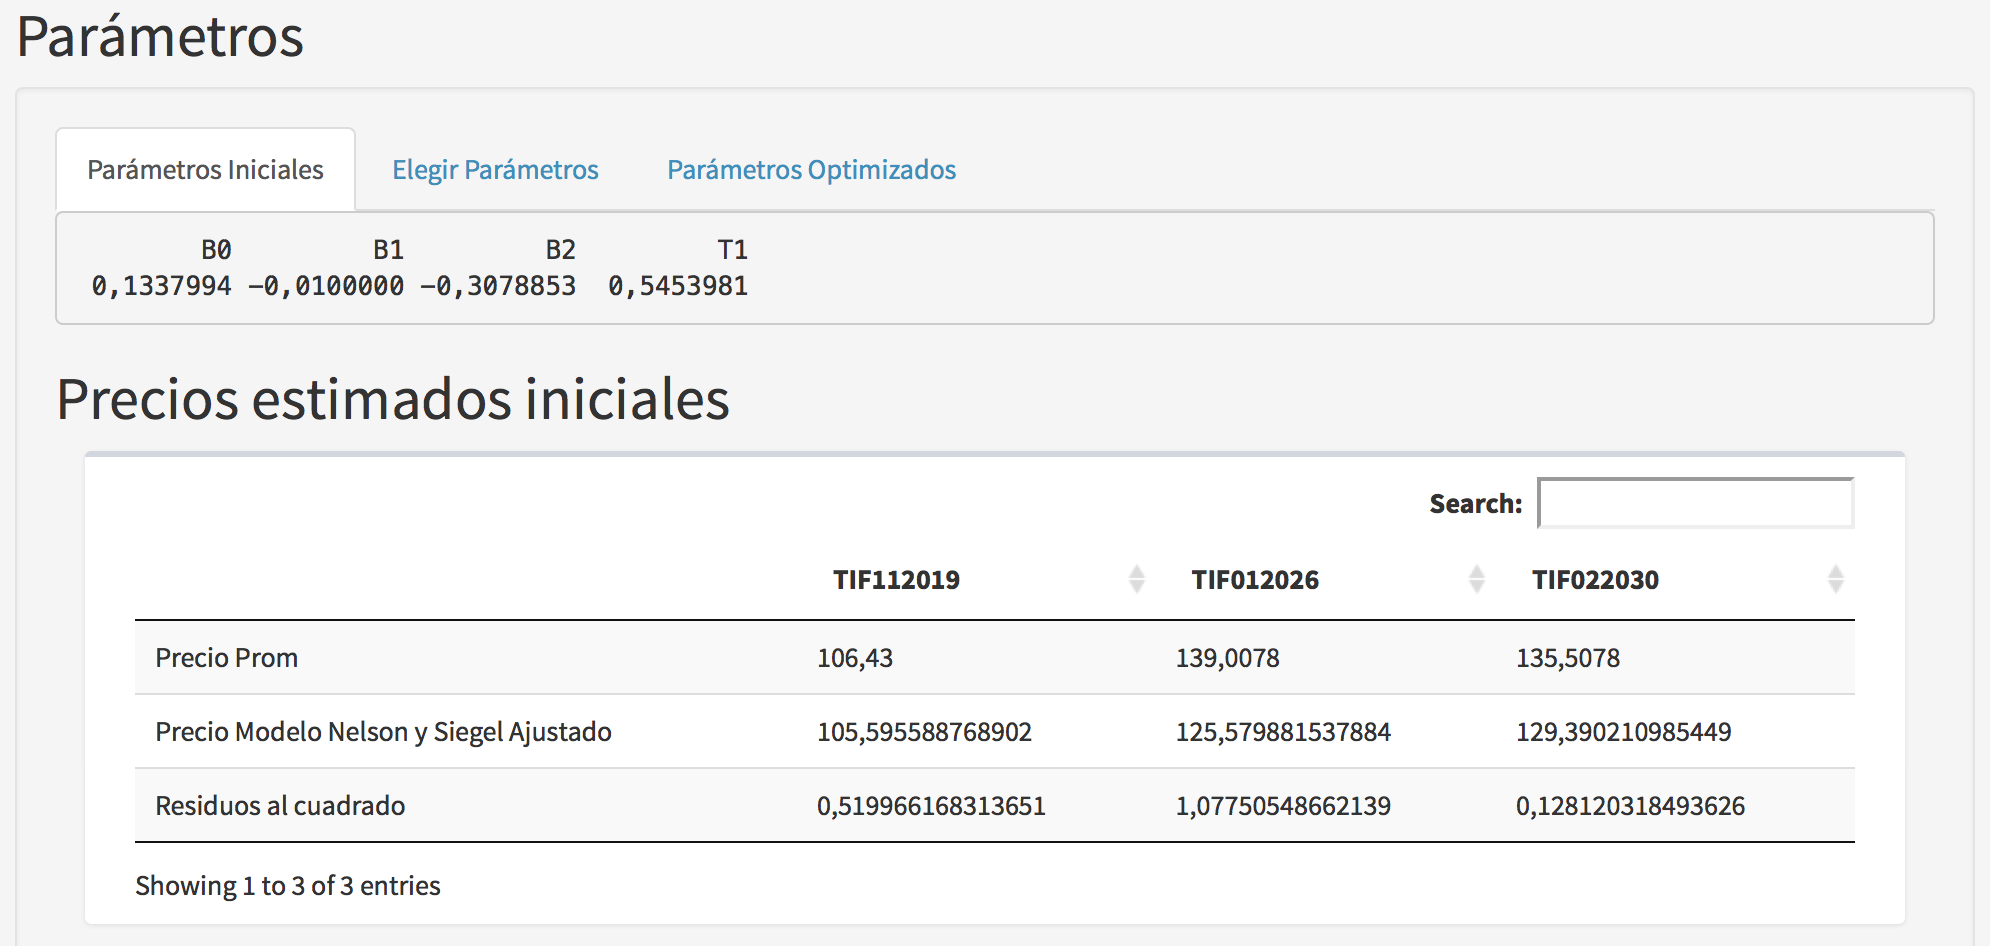 Parámetros
Parámetros Iniciales Elegir Parámetros Parámetros Optimizados
B0 B1 B2 T1
0,1337994 −0,0100000 −0,3078853 0,5453981
Precios estimados iniciales
Search:
TIF112019 TIF012026 TIF022030
Precio Prom 106,43 139,0078 135,5078
Precio Modelo Nelson y Siegel Ajustado 105,595588768902 125,579881537884 129,390210985449
Residuos al cuadrado 0,519966168313651 1,07750548662139 0,128120318493626
Showing 1 to 3 of 3 entries